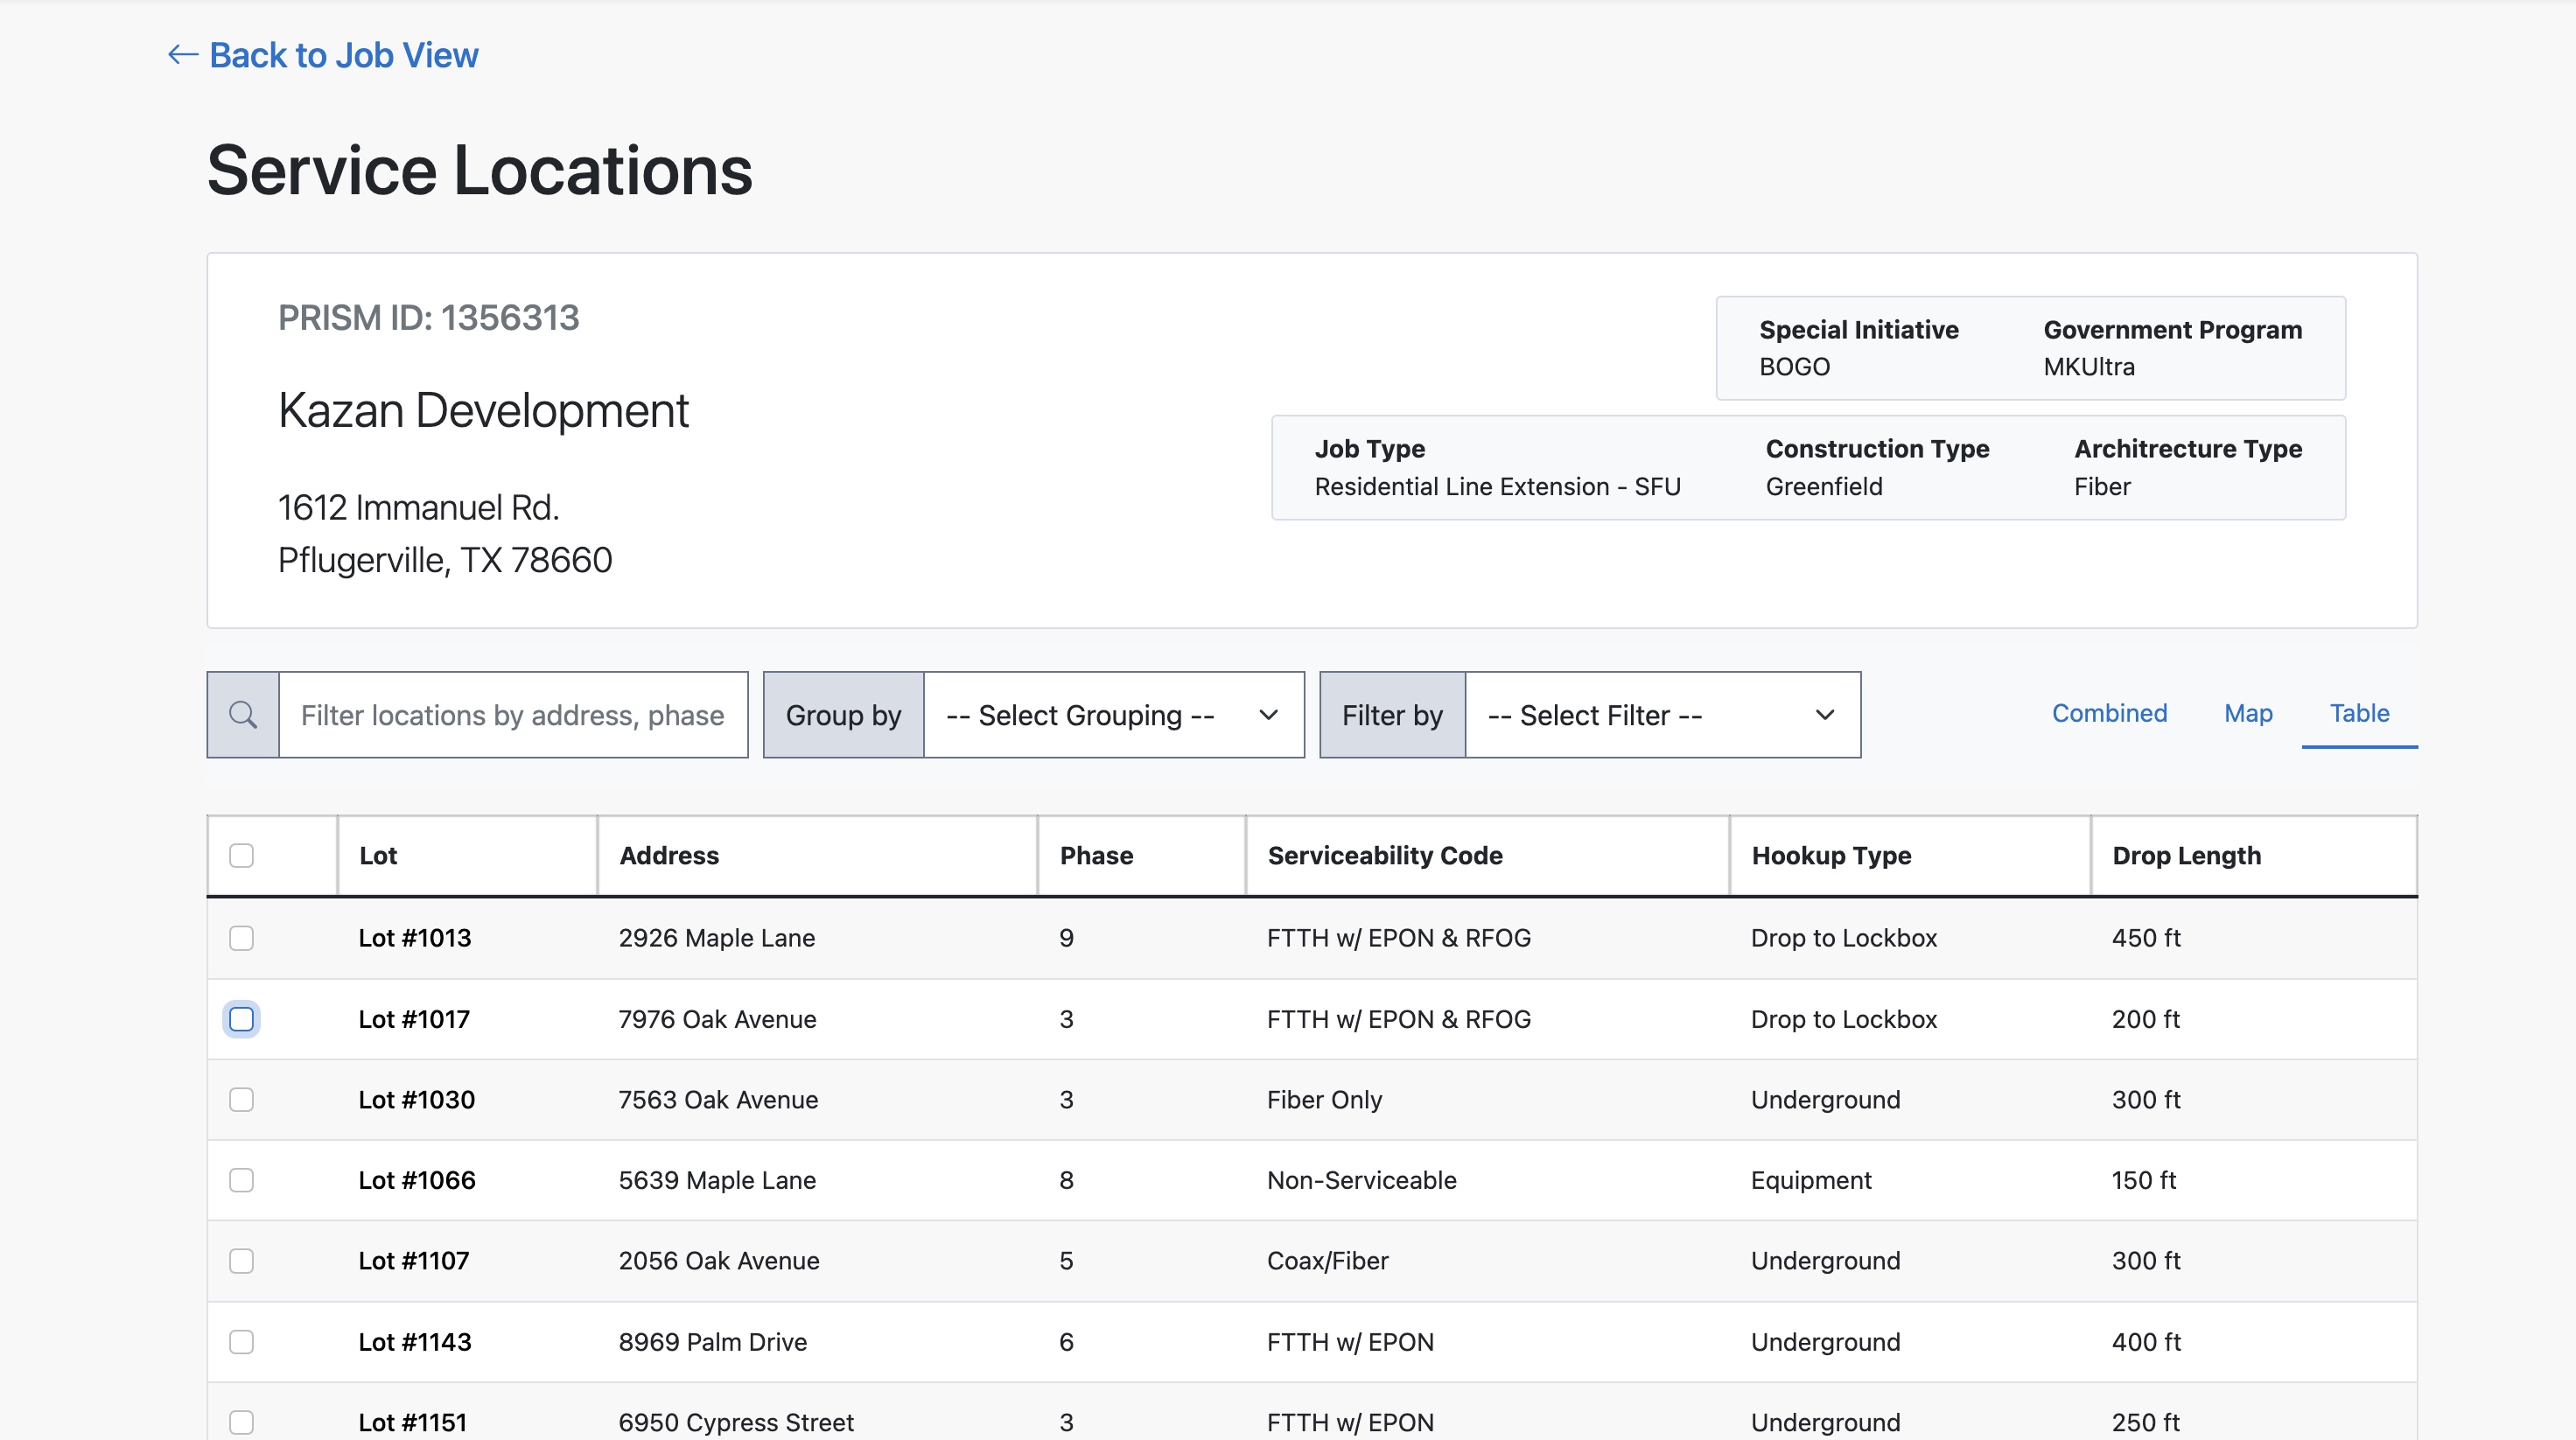 ← Back to Job View
Service Locations
PRISM ID: 1356313
Kazan Development
1612 Immanuel Rd.
Pflugerville, TX 78660
Special Initiative Government Program
BOGO MKUltra
Job Type Construction Type Architrecture Type
Residential Line Extension - SFU Greenfield Fiber
Filter locations by address, phase Group by -- Select Grouping -- Filter by -- Select Filter -- Combined Map Table
Lot Address Phase Serviceability Code Hookup Type Drop Length
Lot #1013 2926 Maple Lane 9 FTTH w/ EPON & RFOG Drop to Lockbox 450 ft
Lot #1017 7976 Oak Avenue 3 FTTH w/ EPON & RFOG Drop to Lockbox 200 ft
Lot #1030 7563 Oak Avenue 3 Fiber Only Underground 300 ft
Lot #1066 5639 Maple Lane 8 Non-Serviceable Equipment 150 ft
Lot #1107 2056 Oak Avenue 5 Coax/Fiber Underground 300 ft
Lot #1143 8969 Palm Drive 6 FTTH w/ EPON Underground 400 ft
Lot #1151 6950 Cypress Street 3 FTTH w/ EPON Underground 250 ft